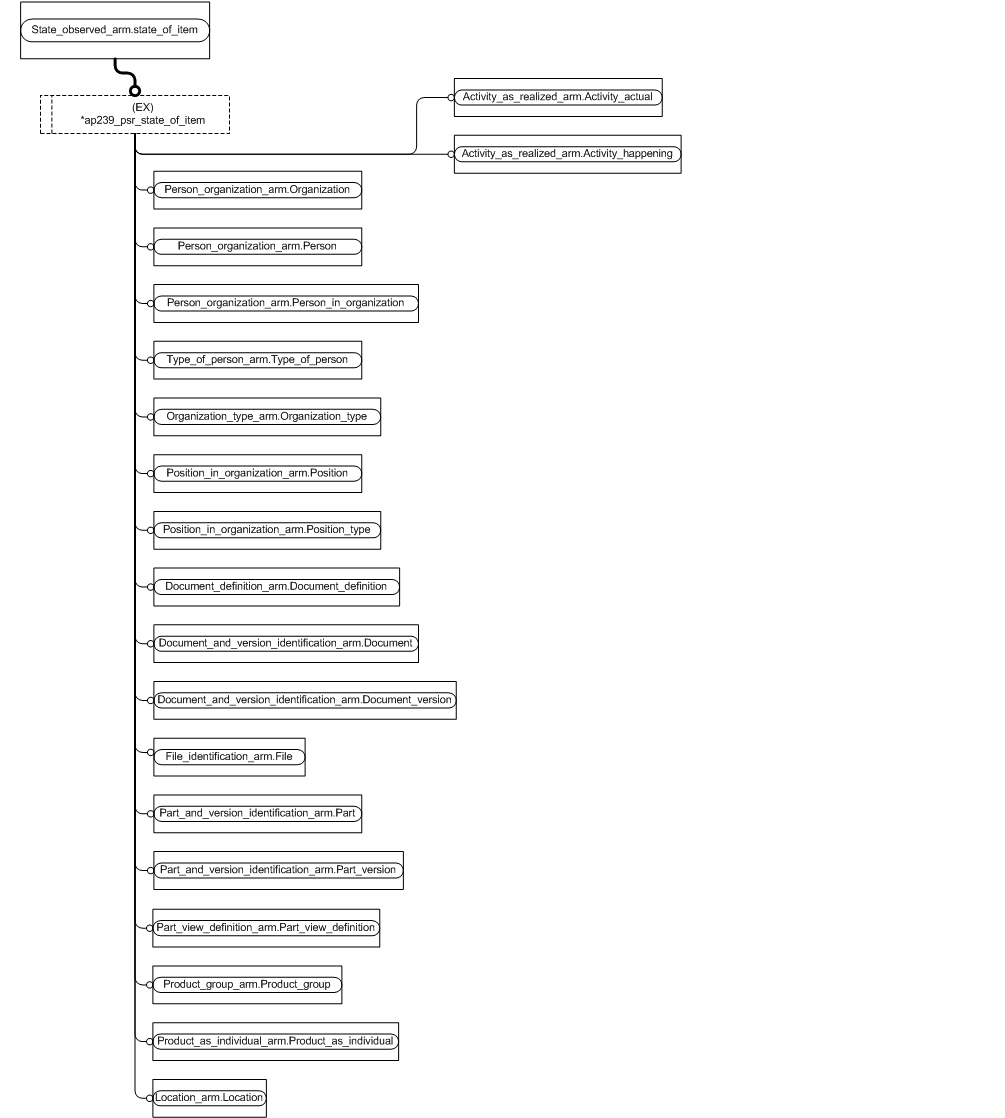 State_observed_arm.state_of_item
(EX)
*ap239_psr_state_of_item
Activity_as_realized_arm.Activity_actual
Activity_as_realized_arm.Activity_happening
Person_organization_arm.Organization
Person_organization_arm.Person
Person_organization_arm.Person_in_organization
Type_of_person_arm.Type_of_person
Organization_type_arm.Organization_type
Position_in_organization_arm.Position
Position_in_organization_arm.Position_type
Document_definition_arm.Document_definition
Document_and_version_identification_arm.Document
Document_and_version_identification_arm.Document_version
File_identification_arm.File
Part_and_version_identification_arm.Part
Part_and_version_identification_arm.Part_version
Part_view_definition_arm.Part_view_definition
Product_group_arm.Product_group
Product_as_individual_arm.Product_as_individual
Location_arm.Location